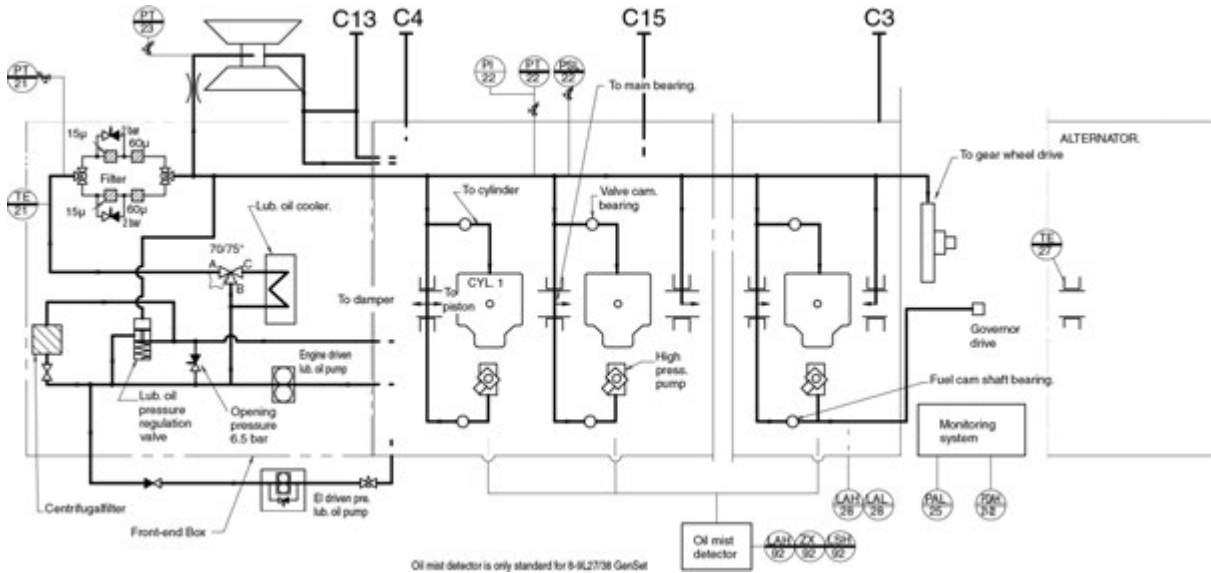 PT
23
C13
C4
C15
C3
PT
21
PI
22
PT
22
PSL
22
To main bearing.
ALTERNATOR.
2 bar
15µ
60µ
Filter
15µ
60µ
2 bar
TE
21
To gear wheel drive
To cylinder
Valve cam.
bearing
Lub. oil cooler.
70/75°
A
C
B
TE
27
CYL. 1
To damper
To
piston
Governor
drive
Engine driven
lub. oil pump
High
press.
pump
Fuel cam shaft bearing.
Lub. oil
pressure
regulation
valve
Opening
pressure
6.5 bar
Monitoring
system
El driven pre.
lub. oil pump
Centrifugalfilter
Front-end Box
LAH
28
LAL
28
PAL
25
Oil mist
detector
LAH
92
ZX
92
LSH
92
Oil mist detector is only standard for 8-9L27/38 GenSet